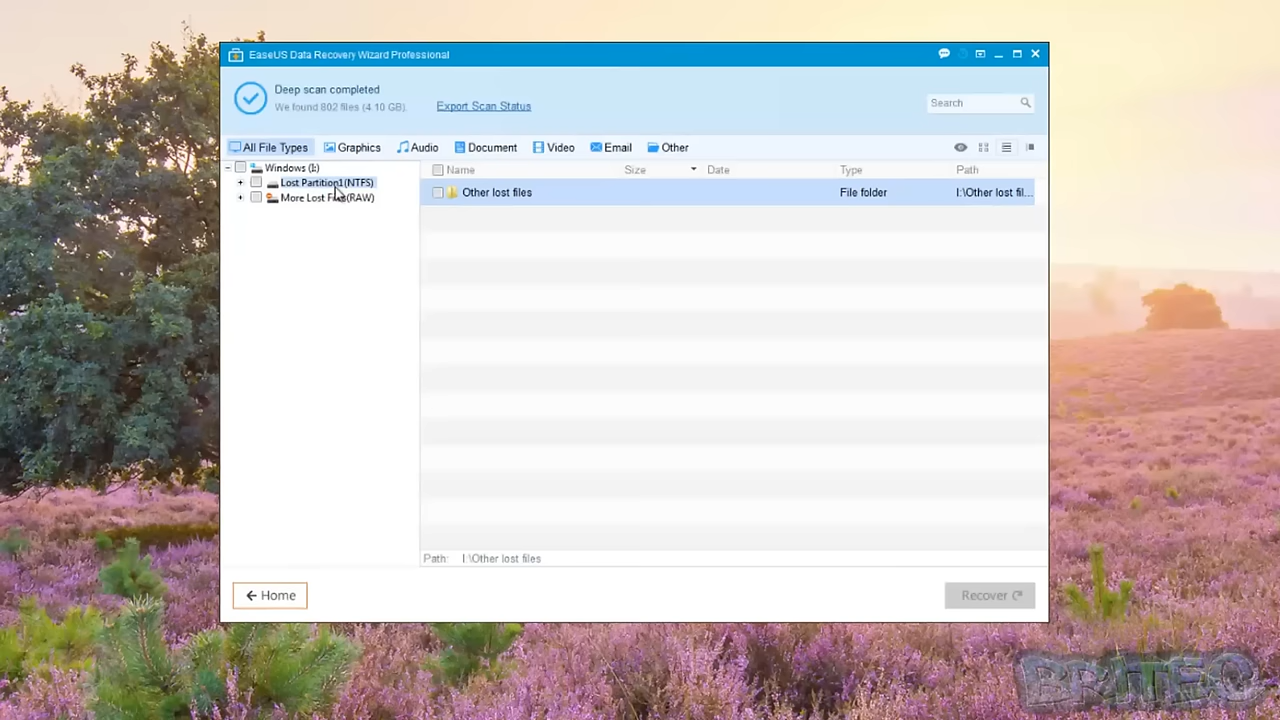 EaseUS Data Recovery Wizard Professional
Deep scan completed
We found 802 files (4.10 GB).
Export Scan Status
Search
All File Types Graphics Audio Document Video Email Other
Windows (I:)
Lost Partition1(NTFS)
More Lost Files(RAW)
Name Size Date Type Path
Other lost files File folder I:\Other lost fil...
Path: I:\Other lost files
Home
Recover
BRITEC